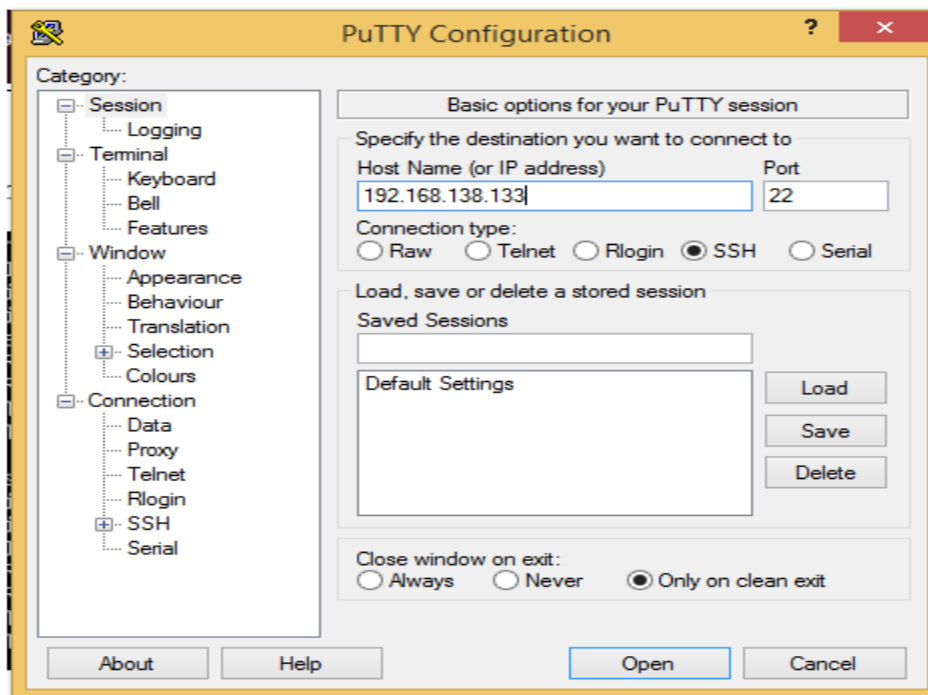 PuTTY Configuration
?
Category:
Session
Logging
Terminal
Keyboard
Bell
Features
Window
Appearance
Behaviour
Translation
Selection
Colours
Connection
Data
Proxy
Telnet
Rlogin
SSH
Serial
Basic options for your PuTTY session
Specify the destination you want to connect to
Host Name (or IP address) Port
192.168.138.133 22
Connection type:
Raw Telnet Rlogin SSH Serial
Load, save or delete a stored session
Saved Sessions
Default Settings
Load
Save
Delete
Close window on exit:
Always Never Only on clean exit
About Help Open Cancel